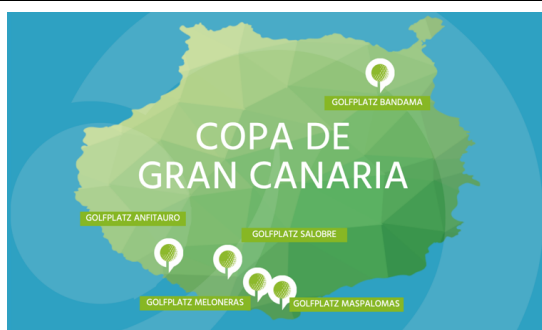 GOLFPLATZ BANDAMA
COPA DE
GRAN CANARIA
GOLFPLATZ ANFITAURO
GOLFPLATZ SALOBRE
GOLFPLATZ MELONERAS
GOLFPLATZ MASPALOMAS